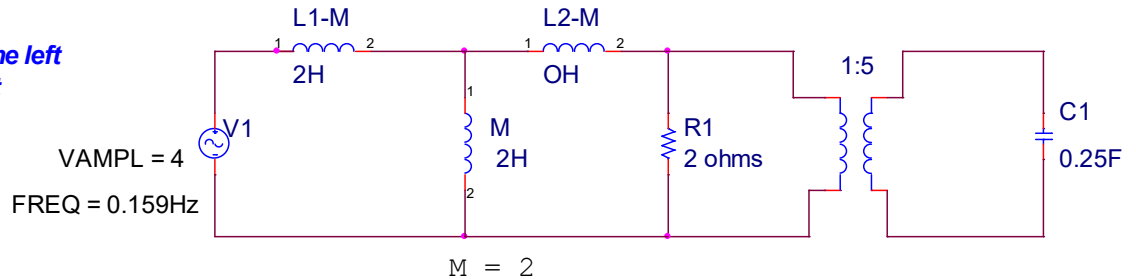 L1-M
L2-M
1
2
1
2
ne left
2H
OH
1:5
1
V1
M
2H
R1
2 ohms
C1
0.25F
VAMPL = 4
2
FREQ = 0.159Hz
M = 2